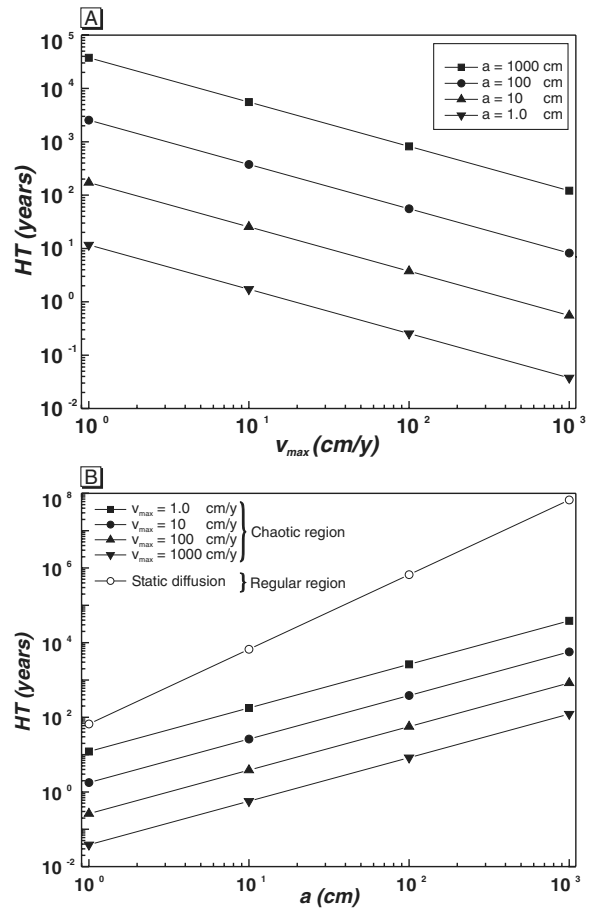 A
10^5
10^4
10^3
10^2
10^1
10^0
10^-1
10^-2
HT (years)
a = 1000 cm
a = 100 cm
a = 10 cm
a = 1.0 cm
10^0 10^1 10^2 10^3
v_max (cm/y)
B
10^8
10^6
10^4
10^2
10^0
10^-2
HT (years)
v_max = 1.0 cm/y
v_max = 10 cm/y
v_max = 100 cm/y
v_max = 1000 cm/y
} Chaotic region
Static diffusion } Regular region
10^0 10^1 10^2 10^3
a (cm)